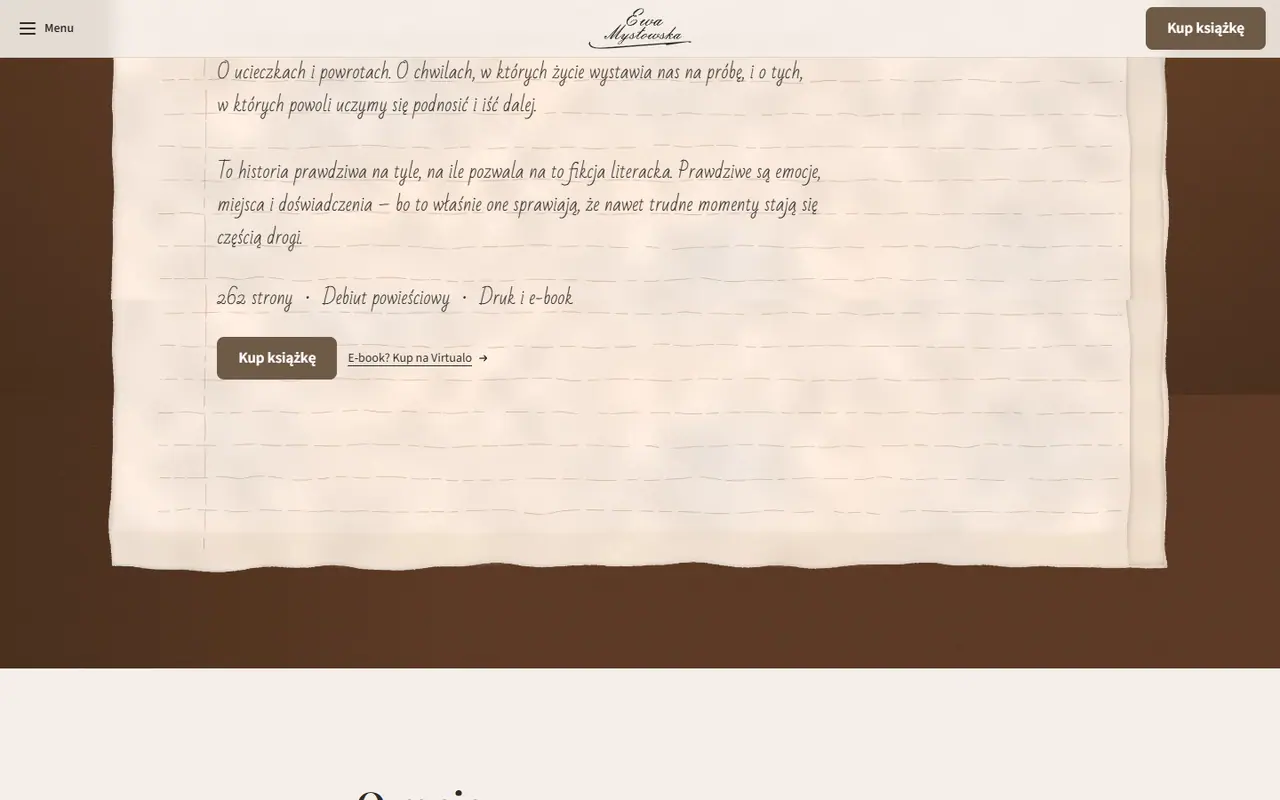 Menu
Ewa
Mysłowska
Kup książkę
O ucieczkach i powrotach. O chwilach, w których życie wystawia nas na próbę, i o tych,
w których powoli uczymy się podnosić i iść dalej.
To historia prawdziwa na tyle, na ile pozwala na to fikcja literacka. Prawdziwe są emocje,
miejsca i doświadczenia – bo to właśnie one sprawiają, że nawet trudne momenty stają się
częścią drogi.
262 strony · Debiut powieściowy · Druk i e-book
Kup książkę
E-book? Kup na Virtualo →